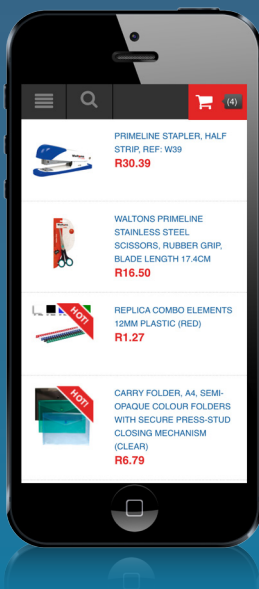 (4)
PRIMELINE STAPLER, HALF
STRIP, REF: W39
R30.39
WALTONS PRIMELINE
STAINLESS STEEL
SCISSORS, RUBBER GRIP,
BLADE LENGTH 17.4CM
R16.50
HOT!
REPLICA COMBO ELEMENTS
12MM PLASTIC (RED)
R1.27
HOT!
CARRY FOLDER, A4, SEMI-
OPAQUE COLOUR FOLDERS
WITH SECURE PRESS-STUD
CLOSING MECHANISM
(CLEAR)
R6.79